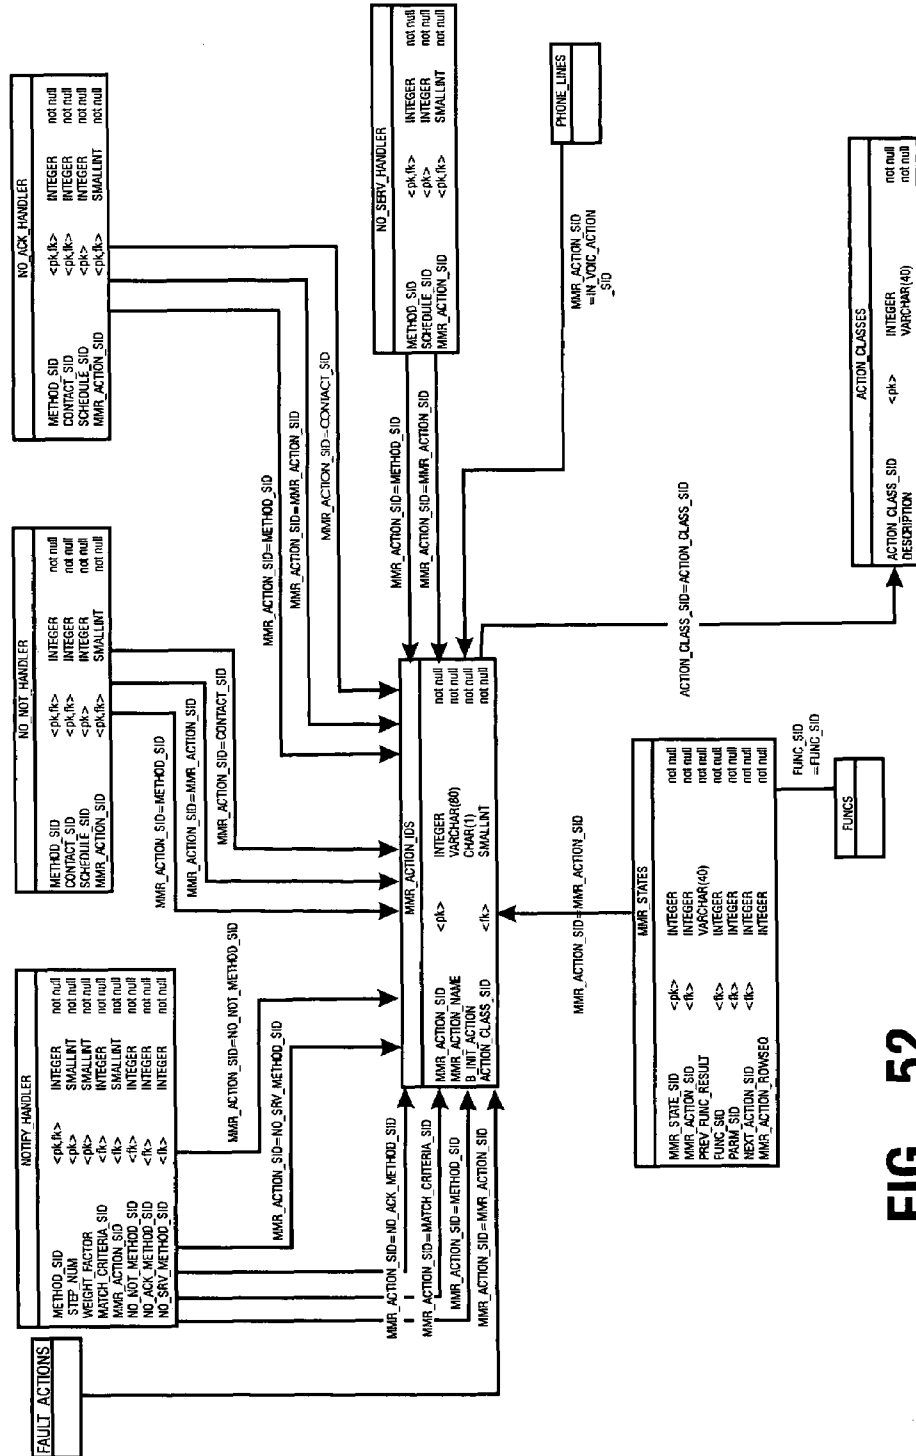 FAULT_ACTIONS
NOTIFY_HANDLER
METHOD_SID <pk,fk> INTEGER not null
STEP_NUM <pk> SMALLINT not null
WEIGHT_FACTOR <pk> SMALLINT not null
MATCH_CRITERIA_SID <fk> INTEGER not null
MMR_ACTION_SID <fk> SMALLINT not null
NO_NOT_METHOD_SID <fk> INTEGER not null
NO_ACK_METHOD_SID <fk> INTEGER not null
NO_SRV_METHOD_SID <fk> INTEGER not null
NO_NOT_HANDLER
METHOD_SID <pk,fk> INTEGER not null
CONTACT_SID <pk,fk> INTEGER not null
SCHEDULE_SID <pk> INTEGER not null
MMR_ACTION_SID <pk,fk> SMALLINT not null
NO_ACK_HANDLER
METHOD_SID <pk,fk> INTEGER not null
CONTACT_SID <pk,fk> INTEGER not null
SCHEDULE_SID <pk> INTEGER not null
MMR_ACTION_SID <pk,fk> SMALLINT not null
MMR_ACTION_SID=NO_NOT_METHOD_SID
MMR_ACTION_SID=NO_SRV_METHOD_SID
MMR_ACTION_SID=METHOD_SID
MMR_ACTION_SID=MMR_ACTION_SID
MMR_ACTION_SID=CONTACT_SID
MMR_ACTION_SID=METHOD_SID
MMR_ACTION_SID=MMR_ACTION_SID
MMR_ACTION_SID=CONTACT_SID
MMR_ACTION_SID=NO_ACK_METHOD_SID
MMR_ACTION_SID=MATCH_CRITERIA_SID
MMR_ACTION_SID=METHOD_SID
MMR_ACTION_SID=MMR_ACTION_SID
MMR_ACTION_IDS
MMR_ACTION_SID <pk> INTEGER not null
MMR_ACTION_NAME VARCHAR(80) not null
B_INIT_ACTION CHAR(1) not null
ACTION_CLASS_SID <fk> SMALLINT not null
MMR_ACTION_SID=METHOD_SID
MMR_ACTION_SID=MMR_ACTION_SID
NO_SERV_HANDLER
METHOD_SID <pk,fk> INTEGER not null
SCHEDULE_SID <pk> INTEGER not null
MMR_ACTION_SID <pk,fk> SMALLINT not null
PHONE_LINES
MMR_ACTION_SID
=IN_VOIC_ACTION
_SID
MMR_ACTION_SID=MMR_ACTION_SID
ACTION_CLASS_SID=ACTION_CLASS_SID
MMR_STATES
MMR_STATE_SID <pk> INTEGER not null
MMR_ACTION_SID <fk> INTEGER not null
PREV_FUNC_RESULT VARCHAR(40) not null
FUNC_SID <fk> INTEGER not null
PARM_SID <fk> INTEGER not null
NEXT_ACTION_SID <fk> INTEGER not null
MMR_ACTION_ROWSEQ INTEGER not null
FUNC_SID
=FUNC_SID
FUNCS
ACTION_CLASSES
ACTION_CLASS_SID <pk> INTEGER not null
DESCRIPTION VARCHAR(40) not null
FIG 52